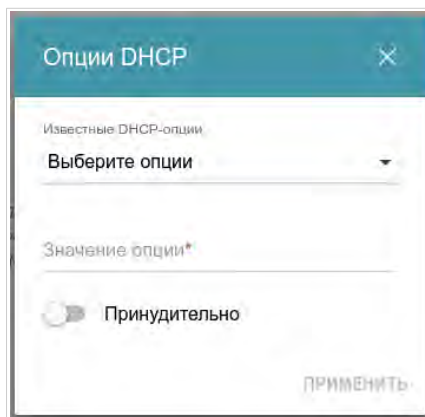 Опции DHCP
Известные DHCP-опции
Выберите опции
Значение опции*
Принудительно
ПРИМЕНИТЬ